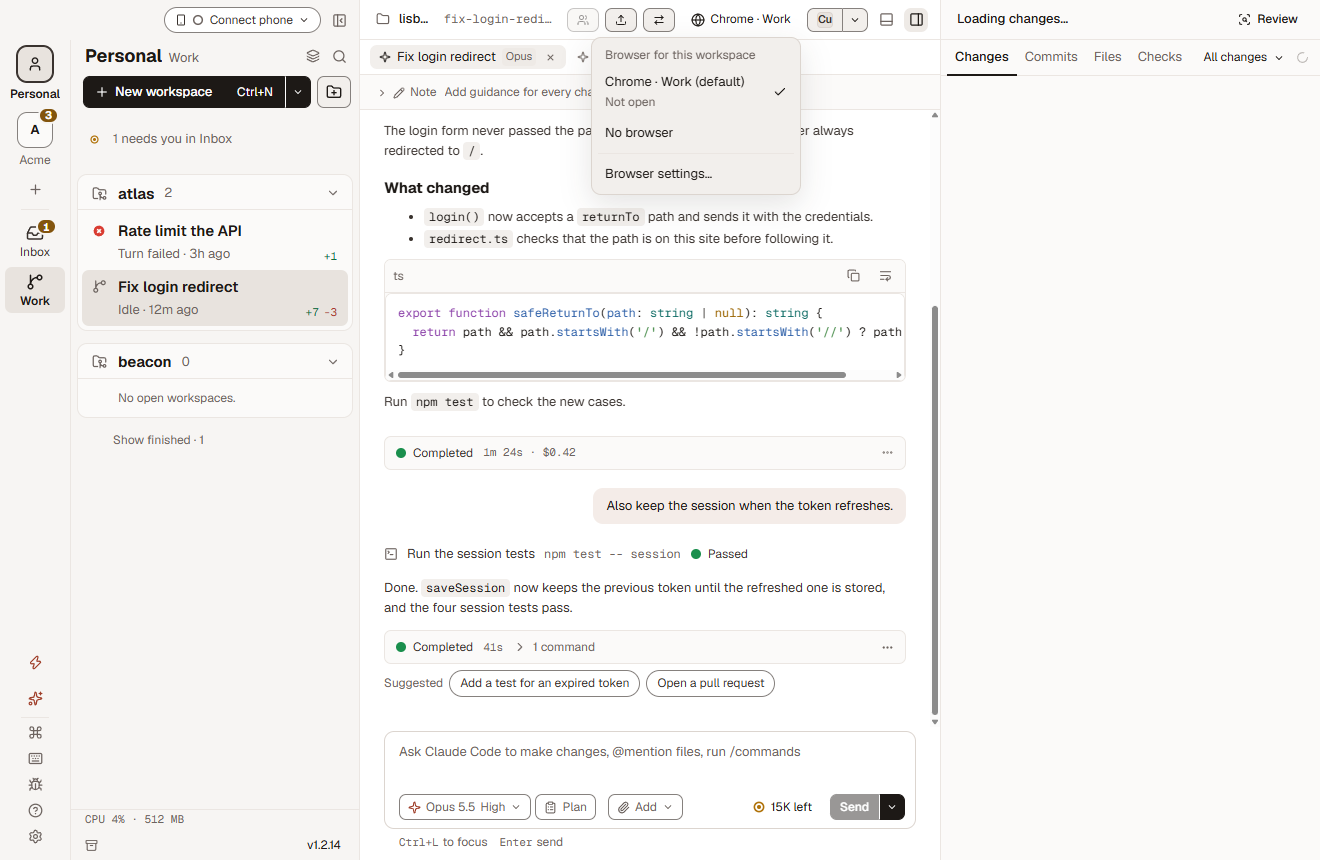 Connect phone
Personal
A
3
Acme
1
Inbox
Work
Personal Work
New workspace Ctrl+N
1 needs you in Inbox
atlas 2
Rate limit the API
Turn failed · 3h ago +1
Fix login redirect
Idle · 12m ago +7 -3
beacon 0
No open workspaces.
Show finished · 1
CPU 4% · 512 MB
v1.2.14
lisb... fix-login-redi... Chrome · Work Cu
Fix login redirect Opus ×
Note Add guidance for every cha
Browser for this workspace
Chrome · Work (default)
Not open
No browser
Browser settings...
The login form never passed the pa
er always
redirected to /.
What changed
login() now accepts a returnTo path and sends it with the credentials.
redirect.ts checks that the path is on this site before following it.
ts
export function safeReturnTo(path: string | null): string {
return path && path.startsWith('/') && !path.startsWith('//') ? path
}
Run npm test to check the new cases.
Completed 1m 24s · $0.42
Also keep the session when the token refreshes.
Run the session tests npm test -- session Passed
Done. saveSession now keeps the previous token until the refreshed one is stored,
and the four session tests pass.
Completed 41s 1 command
Suggested Add a test for an expired token Open a pull request
Ask Claude Code to make changes, @mention files, run /commands
Opus 5.5 High Plan Add 15K left Send
Ctrl+L to focus Enter send
Loading changes... Review
Changes Commits Files Checks All changes